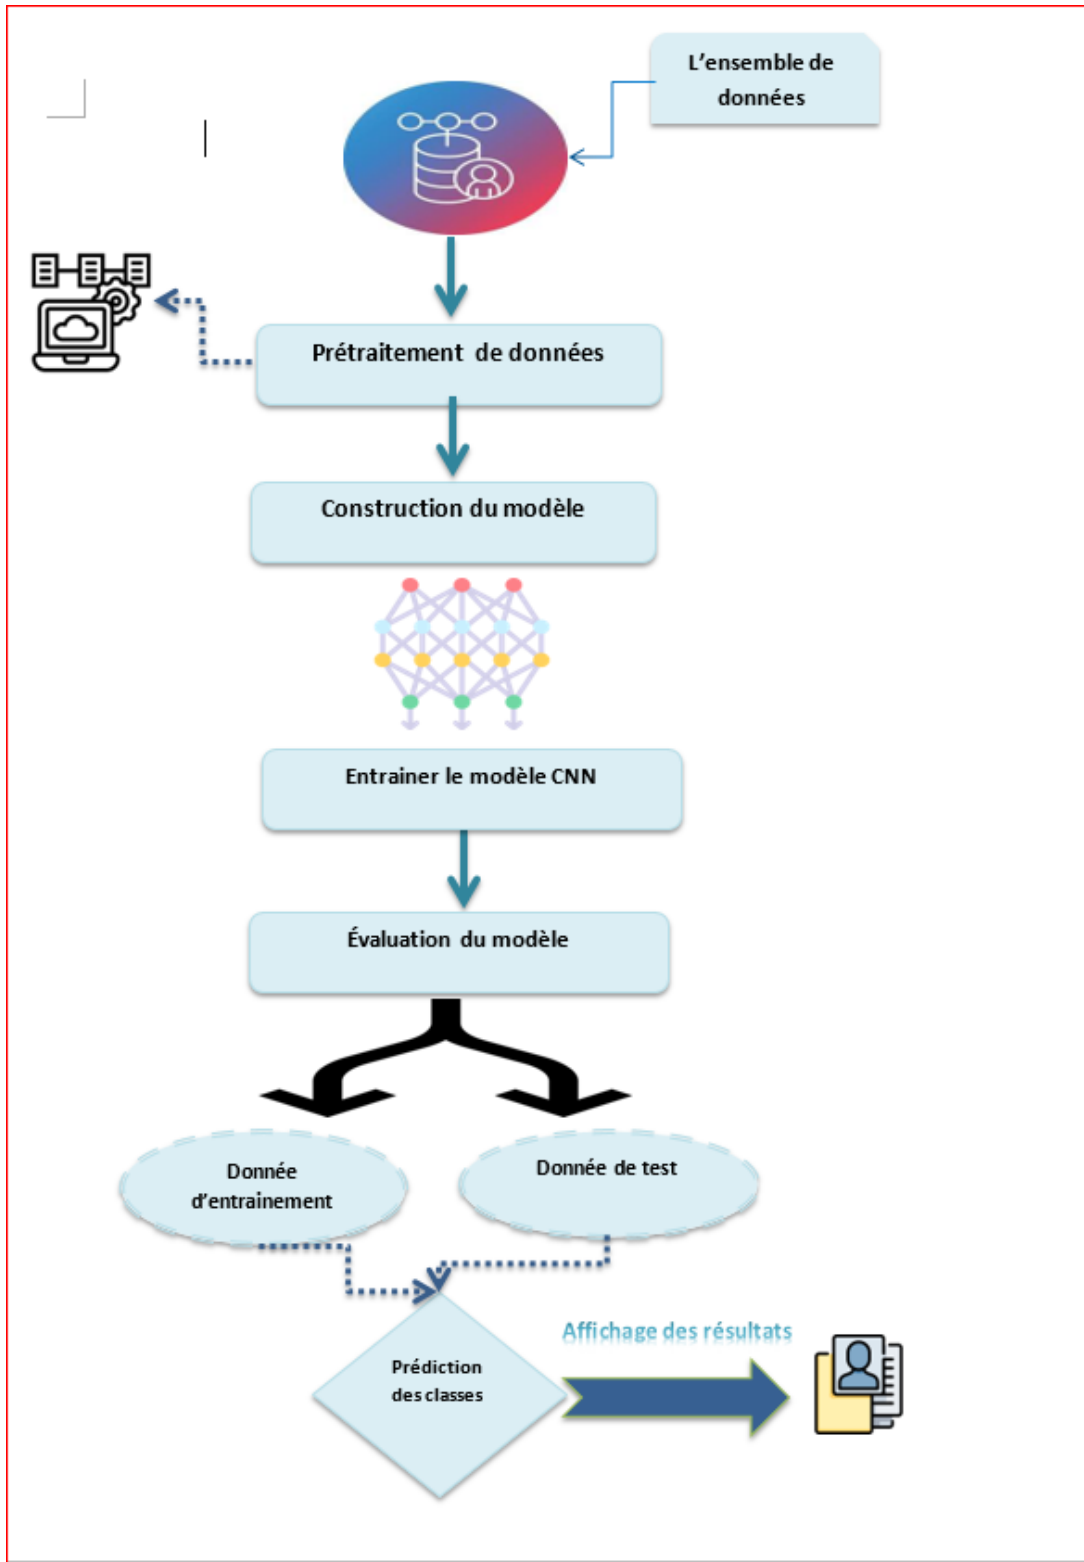 L'ensemble de
données
Prétraitement de données
Construction du modèle
Entrainer le modèle CNN
Évaluation du modèle
Donnée
d'entrainement
Donnée de test
Affichage des résultats
Prédiction
des classes